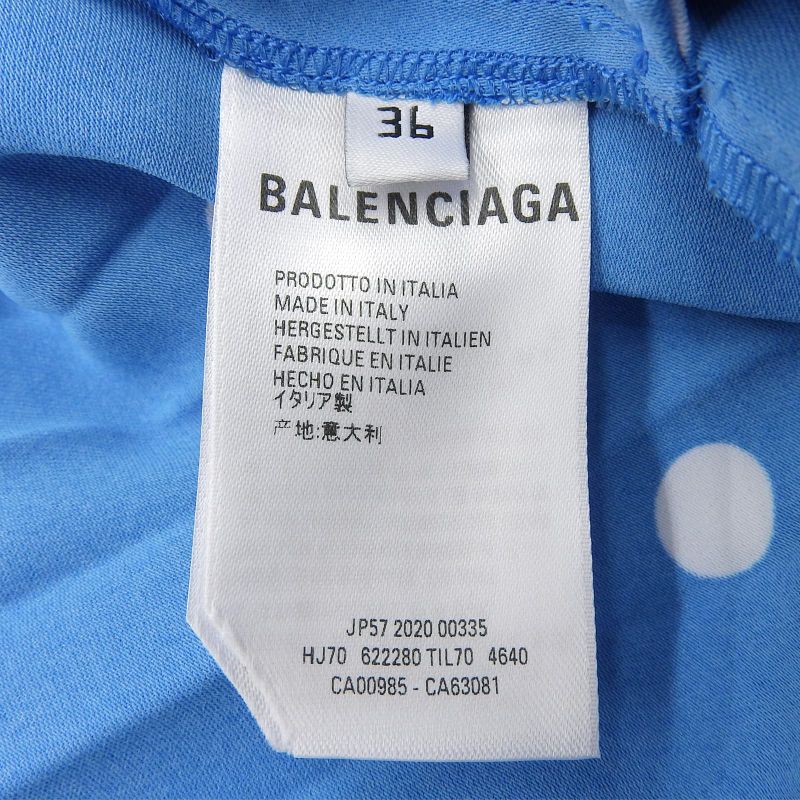 36
BALENCIAGA
PRODOTTO IN ITALIA
MADE IN ITALY
HERGESTELLT IN ITALIEN
FABRIQUE EN ITALIE
HECHO EN ITALIA
イタリア製
产地:意大利
JP57 2020 00335
HJ70 622280 TIL70 4640
CA00985 - CA63081